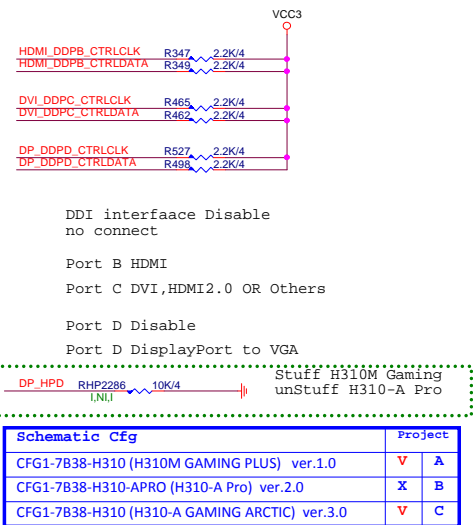 VCC3
HDMI_DDPB_CTRLCLK R347 2.2K/4
HDMI_DDPB_CTRLDATA R349 2.2K/4
DVI_DDPC_CTRLCLK R465 2.2K/4
DVI_DDPC_CTRLDATA R462 2.2K/4
DP_DDPD_CTRLCLK R527 2.2K/4
DP_DDPD_CTRLDATA R498 2.2K/4
DDI interfaace Disable
no connect
Port B HDMI
Port C DVI,HDMI2.0 OR Others
Port D Disable
Port D DisplayPort to VGA
Stuff H310M Gaming
unStuff H310-A Pro
DP_HPD RHP2286 10K/4
I,NI,I
Schematic Cfg Project
CFG1-7B38-H310 (H310M GAMING PLUS) ver.1.0 V A
CFG1-7B38-H310-APRO (H310-A Pro) ver.2.0 X B
CFG1-7B38-H310 (H310-A GAMING ARCTIC) ver.3.0 V C